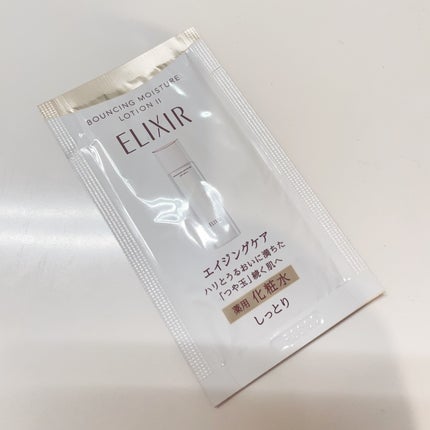 BOUNCING MOISTURE
LOTION II
ELIXIR
エイジングケア
ハリとうるおいに満ちた
「つや玉」続く肌へ
薬用 化粧水
しっとり